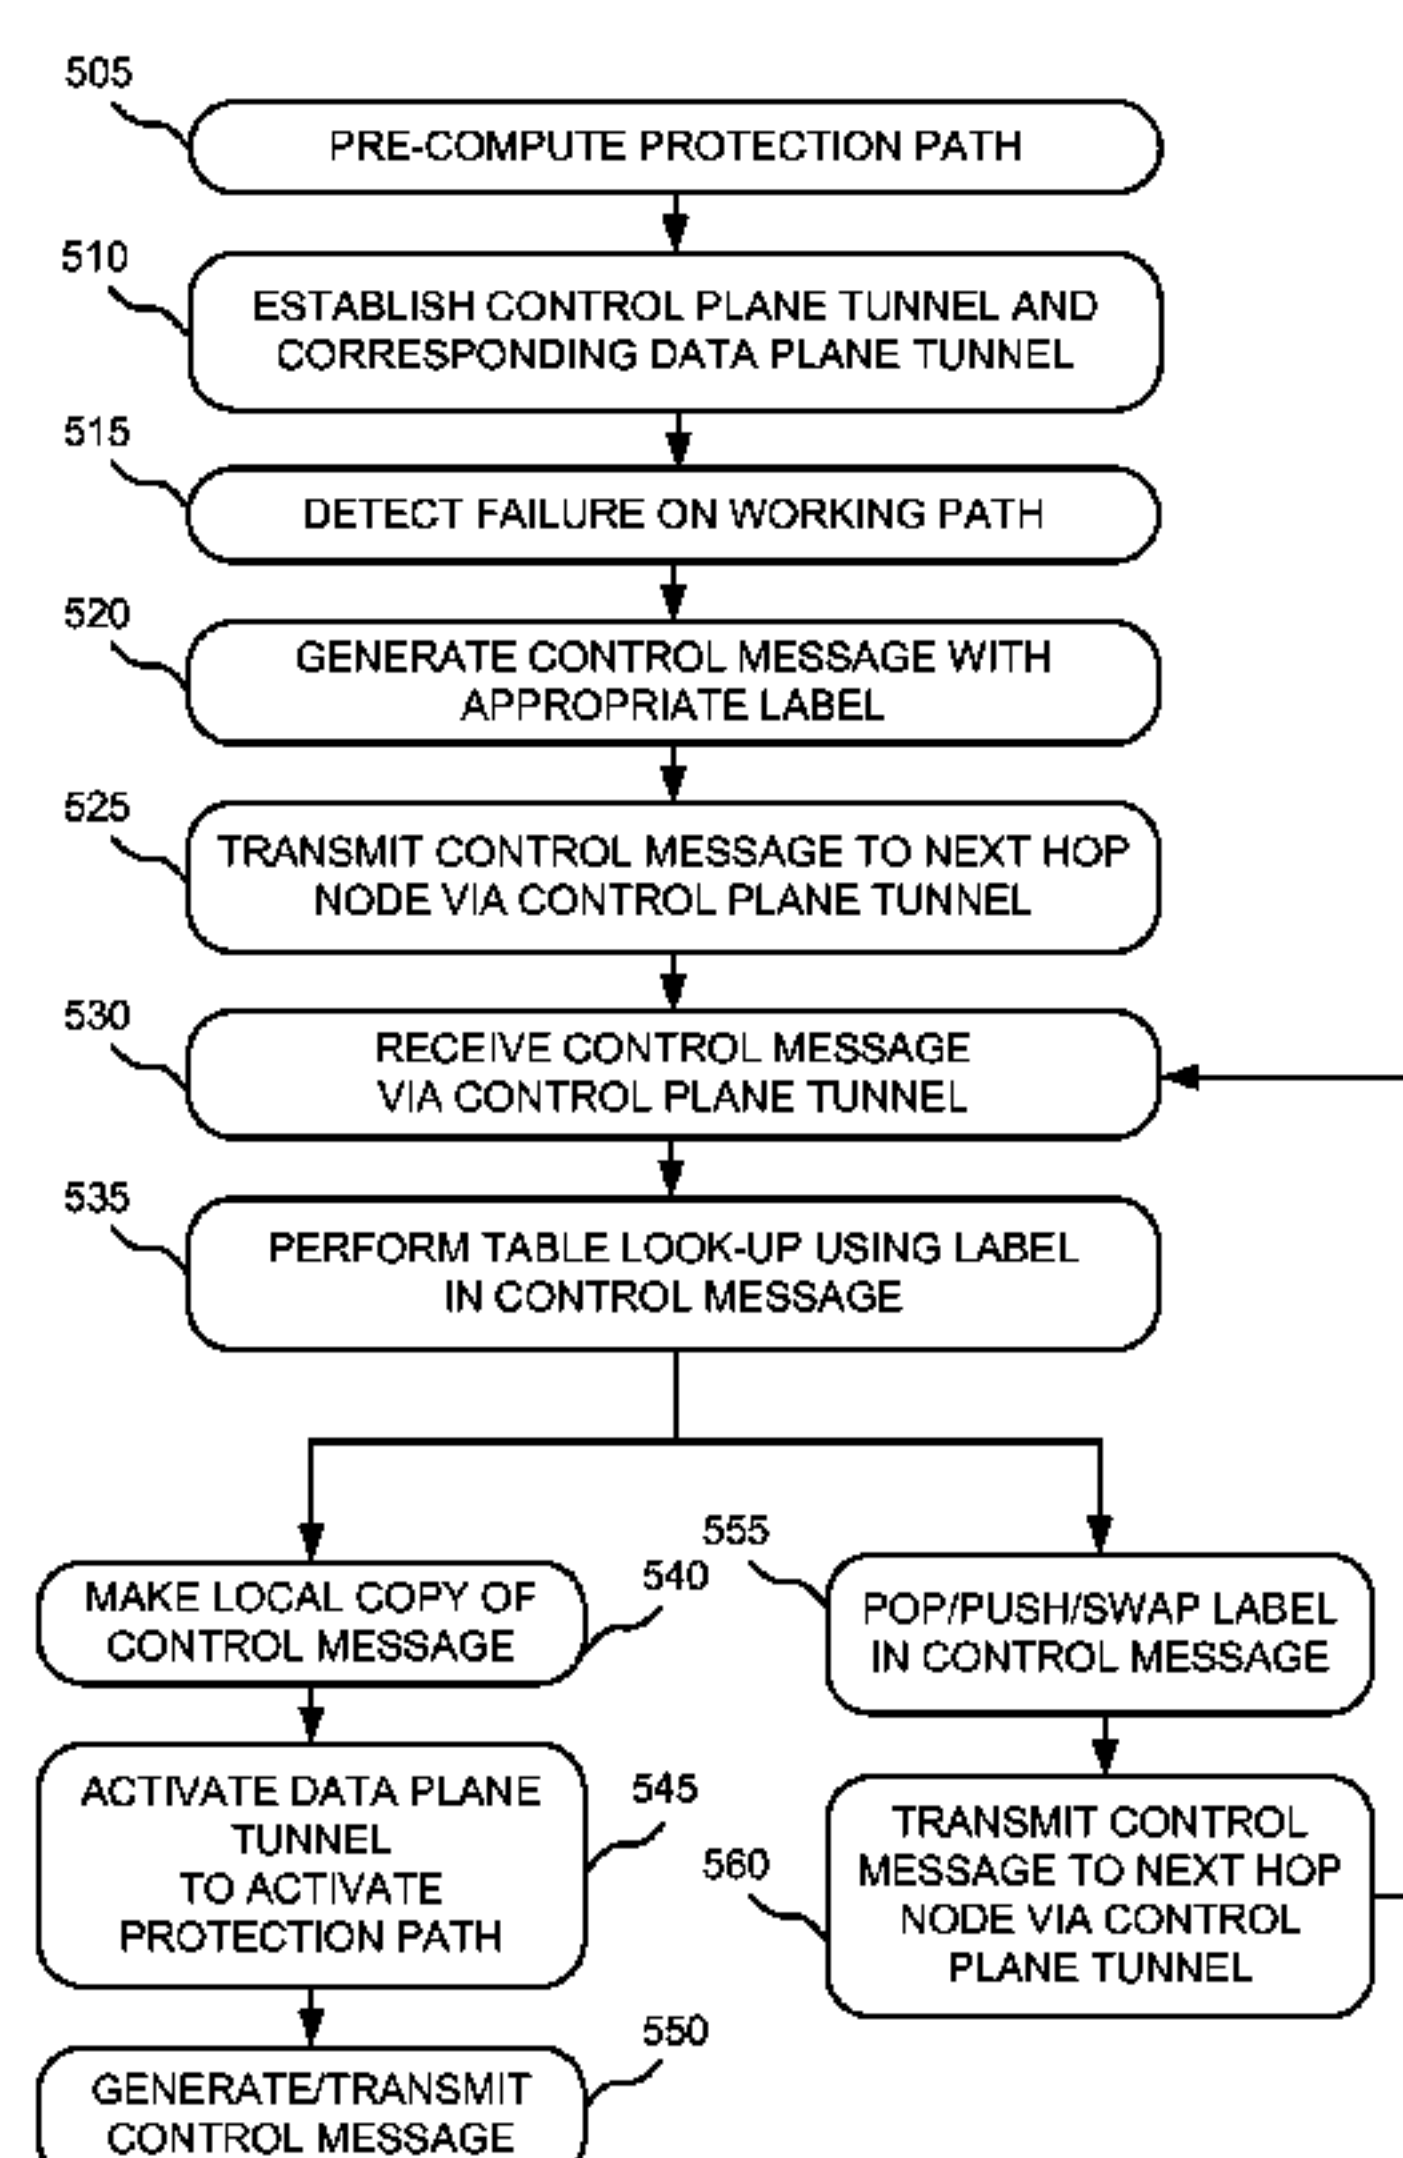 505
PRE-COMPUTE PROTECTION PATH
510
ESTABLISH CONTROL PLANE TUNNEL AND
CORRESPONDING DATA PLANE TUNNEL
515
DETECT FAILURE ON WORKING PATH
520
GENERATE CONTROL MESSAGE WITH
APPROPRIATE LABEL
525
TRANSMIT CONTROL MESSAGE TO NEXT HOP
NODE VIA CONTROL PLANE TUNNEL
530
RECEIVE CONTROL MESSAGE
VIA CONTROL PLANE TUNNEL
535
PERFORM TABLE LOOK-UP USING LABEL
IN CONTROL MESSAGE
540
MAKE LOCAL COPY OF
CONTROL MESSAGE
545
ACTIVATE DATA PLANE
TUNNEL
TO ACTIVATE
PROTECTION PATH
550
GENERATE/TRANSMIT
CONTROL MESSAGE
555
POP/PUSH/SWAP LABEL
IN CONTROL MESSAGE
560
TRANSMIT CONTROL
MESSAGE TO NEXT HOP
NODE VIA CONTROL
PLANE TUNNEL